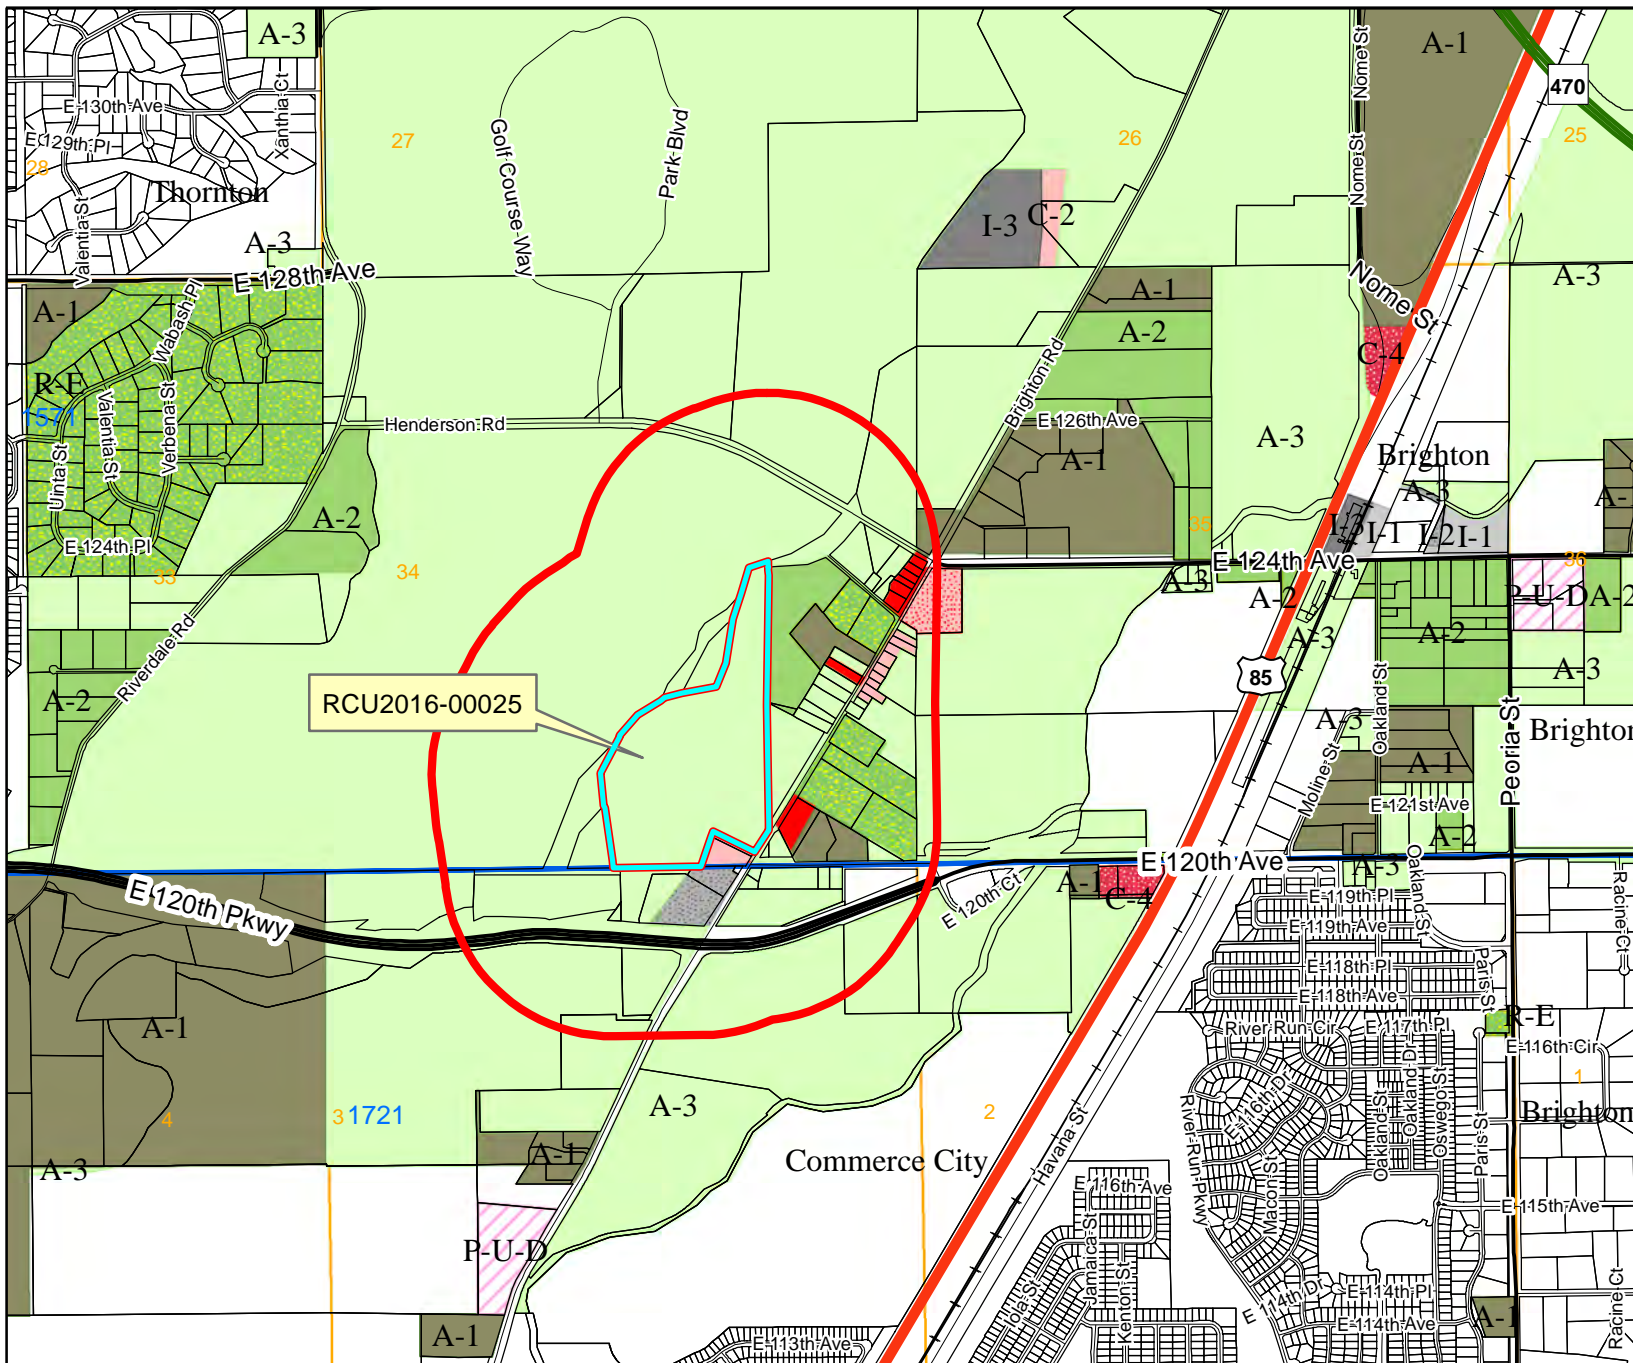 A-3
A-1
470
Nome St
E 130th Ave
Xanthia Ct
27
Golf Course Way
Park Blvd
26
25
E 129th Pl
28
Thornton
Valentia St
Nome St
I-3
C-2
A-3
E 128th Ave
A-3
Nome St
A-1
Wabash Pl
A-1
A-2
C-4
Brighton Rd
R-E
1571
Valentia St
Verbena St
Henderson Rd
E 126th Ave
A-3
A-1
Brighton
Uinta St
A-3
A-2
35
I-3
I-1
I-2
I-1
E 124th Pl
33
34
E 124th Ave
36
A-3
A-2
P-U-D
A-2
Riverdale Rd
A-3
A-2
A-3
85
A-2
RCU2016-00025
Oakland St
A-3
Peoria St
Brighton
A-1
Moline St
E 121st Ave
A-2
E 120th Ave
A-3
Oakland St
E 120th Pkwy
E 120th Ct
A-1
C-4
E 119th Pl
E 119th Ave
Racine Ct
E 118th Pl
E 118th Ave
Paris St
A-1
River Run Cir
E 117th Pl
R-E
E 116th Cir
4
3
1721
A-3
2
1
Brighton
E 116th Dr
Oakland St
Oakland Dr
Oswego St
Paris St
River Run Pkwy
Havana St
A-3
A-1
Commerce City
E 116th Ave
Macon St
E 115th Ave
P-U-D
Jamaica St
Iola St
Kenton St
E 114th Dr
E 114th Pl
E 114th Ave
A-1
Racine Ct
A-1
E 113th Ave